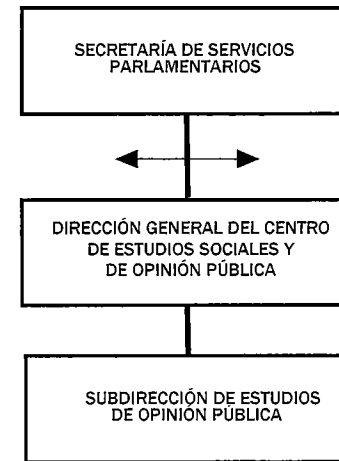 SECRETARÍA DE SERVICIOS
PARLAMENTARIOS
DIRECCIÓN GENERAL DEL CENTRO
DE ESTUDIOS SOCIALES Y
DE OPINIÓN PÚBLICA
SUBDIRECCIÓN DE ESTUDIOS
DE OPINIÓN PÚBLICA